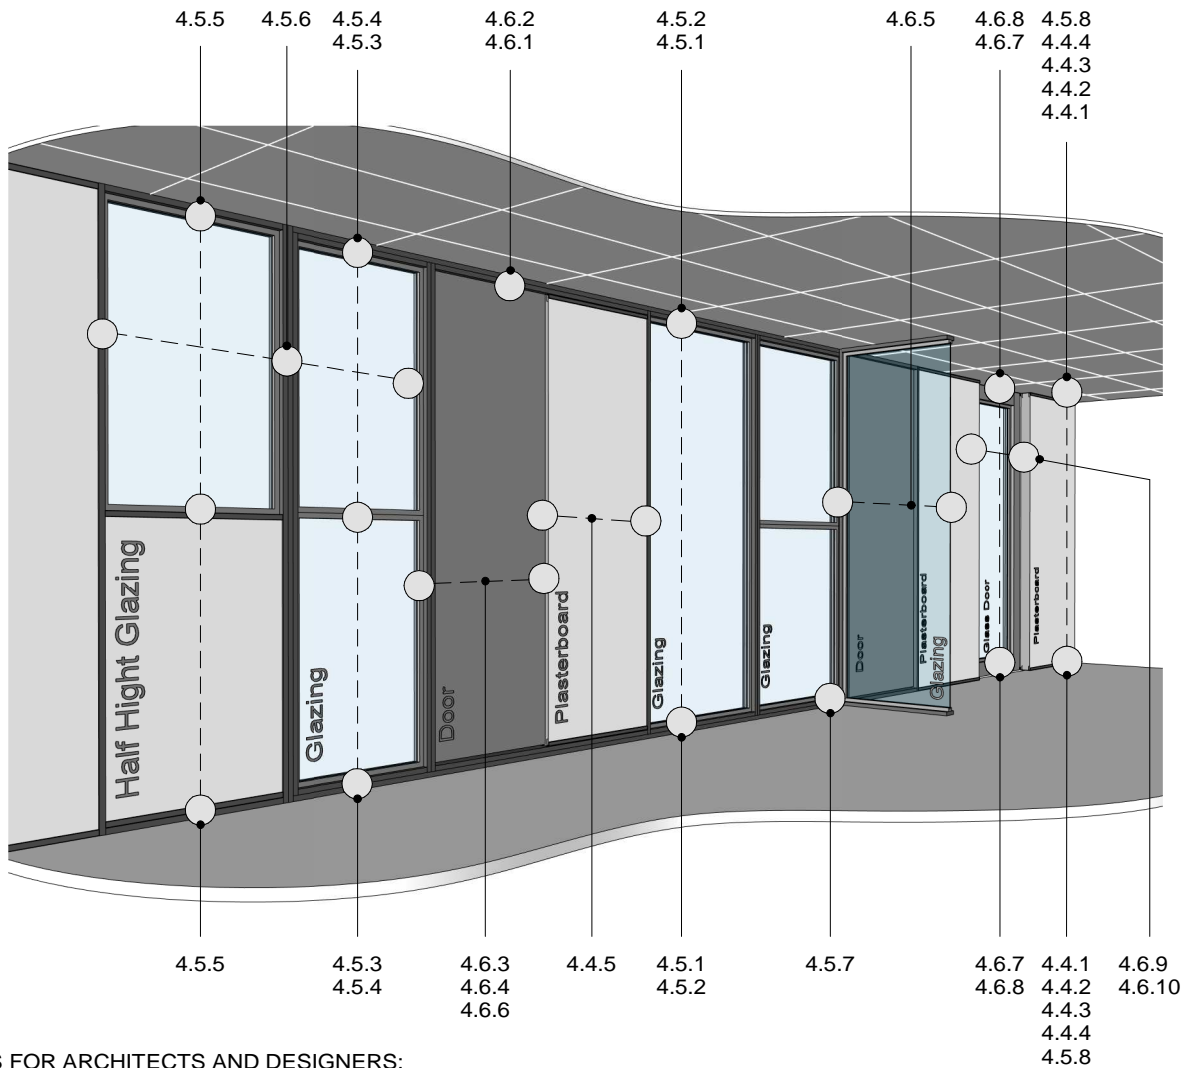 4.5.5
4.5.6
4.5.4
4.5.3
4.6.2
4.6.1
4.5.2
4.5.1
4.6.5
4.6.8
4.6.7
4.5.8
4.4.4
4.4.3
4.4.2
4.4.1
Half Hight Glazing
Glazing
Door
Plasterboard
Glazing
Glazing
Door
Plasterboard
Glazing
Glass Door
Plasterboard
4.5.5
4.5.3
4.5.4
4.6.3
4.6.4
4.6.6
4.4.5
4.5.1
4.5.2
4.5.7
4.6.7
4.6.8
4.4.1
4.4.2
4.4.3
4.4.4
4.5.8
4.6.9
4.6.10
S FOR ARCHITECTS AND DESIGNERS: